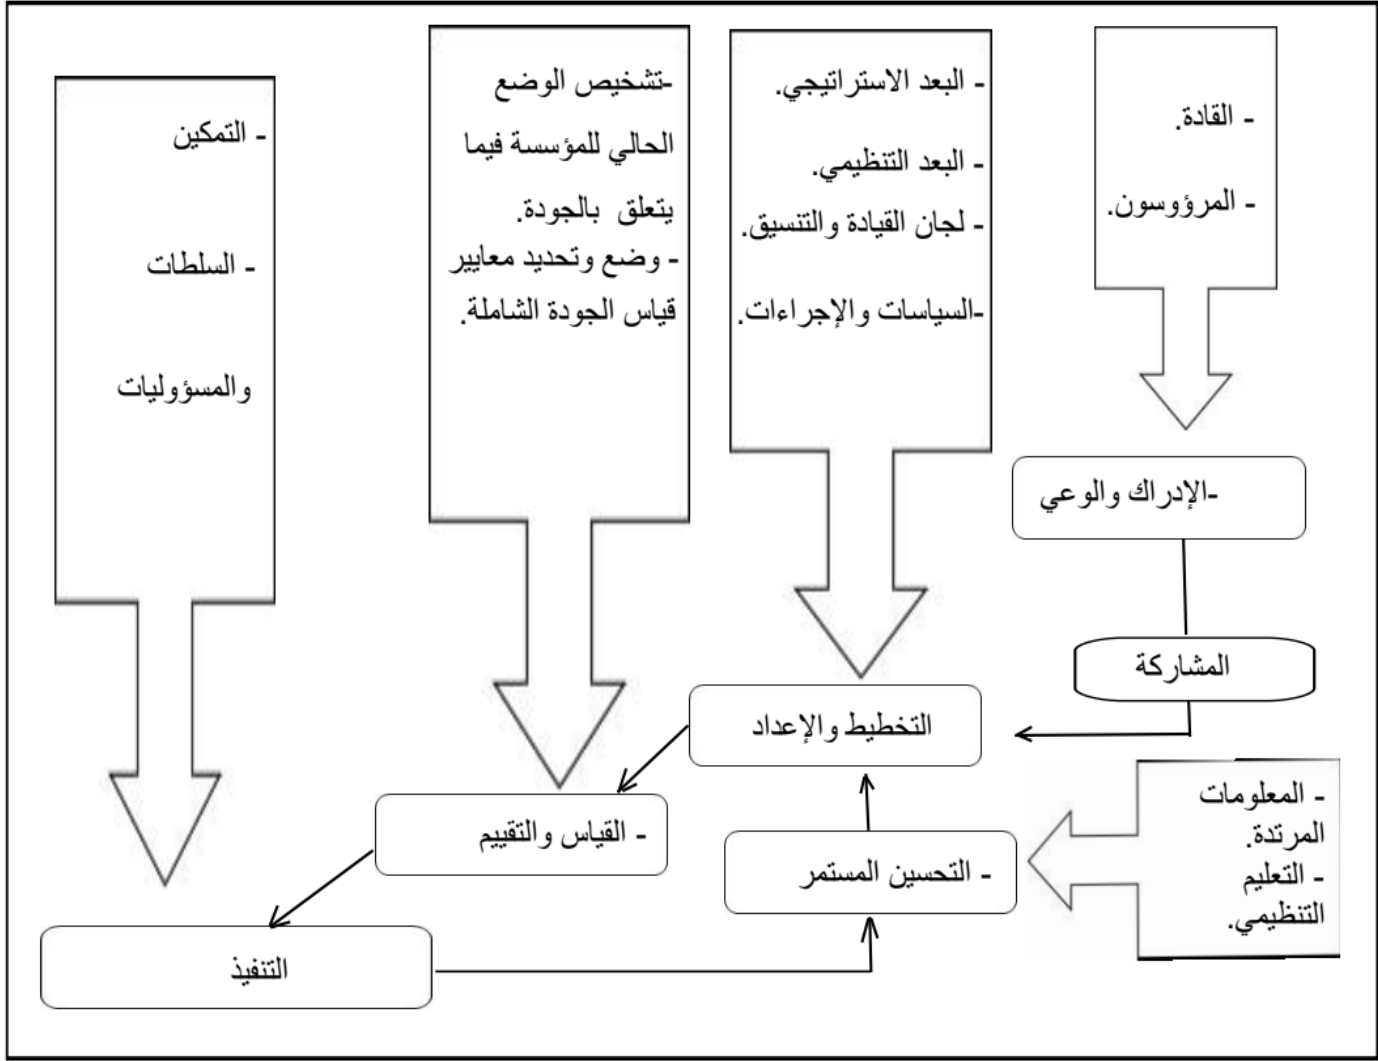 - القادة.
- المرؤوسون.
- البعد الاستراتيجي.
- البعد التنظيمي.
- لجان القيادة والتنسيق.
-السياسات والإجراءات.
-تشخيص الوضع
الحالي للمؤسسة فيما
يتعلق بالجودة.
- وضع وتحديد معايير
قياس الجودة الشاملة.
- التمكين
- السلطات
والمسؤوليات
-الإدراك والوعي
المشاركة
التخطيط والإعداد
- القياس والتقييم
التنفيذ
- التحسين المستمر
- المعلومات
المرتدة.
- التعليم
التنظيمي.